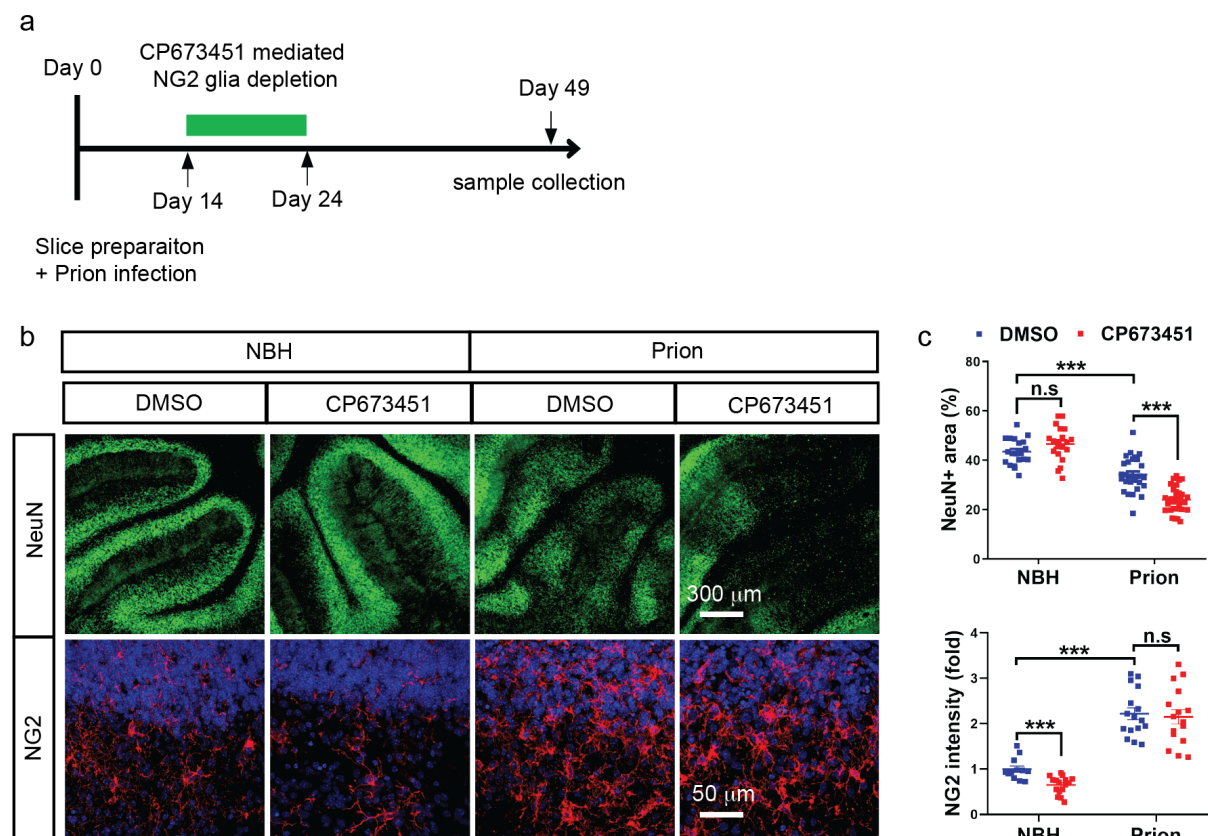 a
Day 0
CP673451 mediated
NG2 glia depletion
Day 49
Day 14
Day 24
sample collection
Slice preparaiton
+ Prion infection
b
NBH
Prion
DMSO
CP673451
DMSO
CP673451
NeuN
300 μm
NG2
50 μm
c
DMSO
CP673451
NeuN+ area (%)
80
60
40
20
0
***
n.s
***
NBH
Prion
NG2 intensity (fold)
4
3
2
1
0
***
n.s
***
NBH
Prion